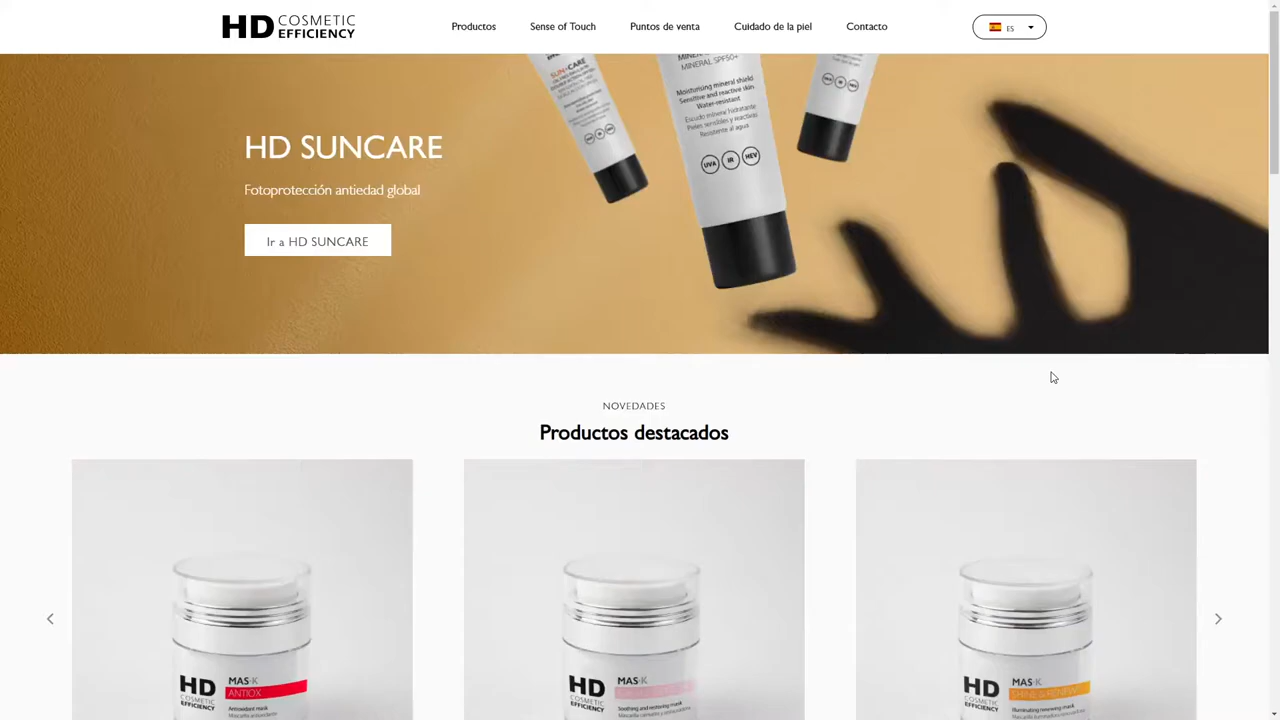 HD COSMETIC
EFFICIENCY
Productos
Sense of Touch
Puntos de venta
Cuidado de la piel
Contacto
ES
HD SUNCARE
Fotoprotección antiedad global
Ir a HD SUNCARE
SUN+CARE
MINERAL SPF50+
Moisturising mineral shield
Sensitive and reactive skin
Water-resistant
Escudo mineral hidratante
Pieles sensibles y reactivas
Resistente al agua
UVA IR HEV
NOVEDADES
Productos destacados
HD
COSMETIC
EFFICIENCY
MAS-K
ANTIOX
Antioxidant mask
Mascarilla antioxidante
HD
COSMETIC
EFFICIENCY
MAS-K
Soothing and restoring mask
HD
COSMETIC
EFFICIENCY
MAS-K
SHINE & RENEW
Illuminating renewing mask